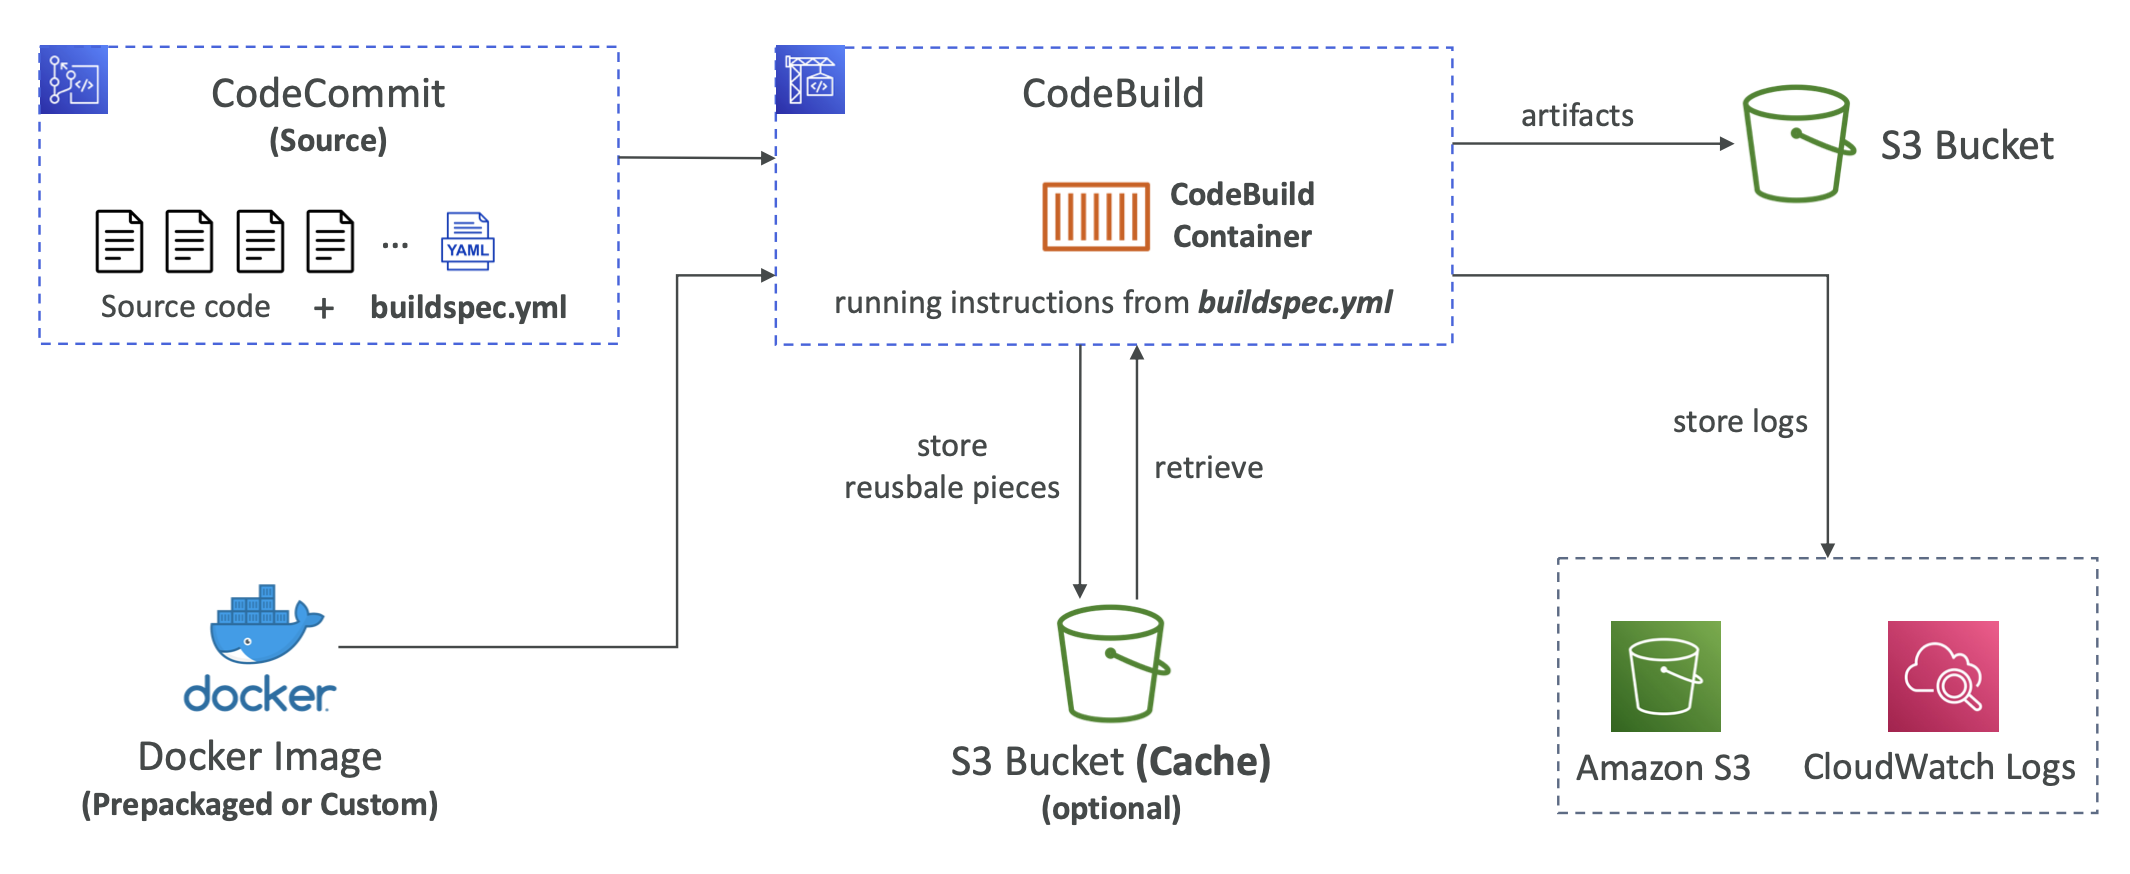 CodeCommit
(Source)
...
YAML
Source code + buildspec.yml
CodeBuild
CodeBuild
Container
running instructions from buildspec.yml
artifacts
S3 Bucket
store
reusbale pieces
retrieve
store logs
docker
Docker Image
(Prepackaged or Custom)
S3 Bucket (Cache)
(optional)
Amazon S3
CloudWatch Logs